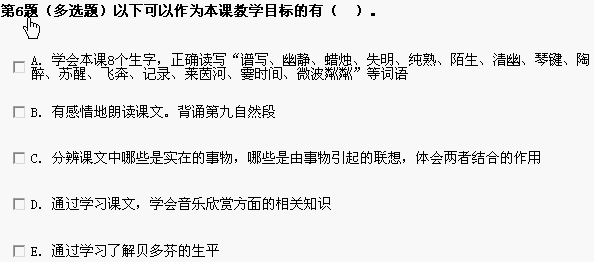 第6题（多选题）以下可以作为本课教学目标的有（　）。
A. 学会本课8个生字，正确读写“谱写、幽静、蜡烛、失明、纯熟、陌生、清幽、琴键、陶
醉、苏醒、飞奔、记录、莱茵河、霎时间、微波粼粼”等词语
B. 有感情地朗读课文。背诵第九自然段
C. 分辨课文中哪些是实在的事物，哪些是由事物引起的联想，体会两者结合的作用
D. 通过学习课文，学会音乐欣赏方面的相关知识
E. 通过学习了解贝多芬的生平